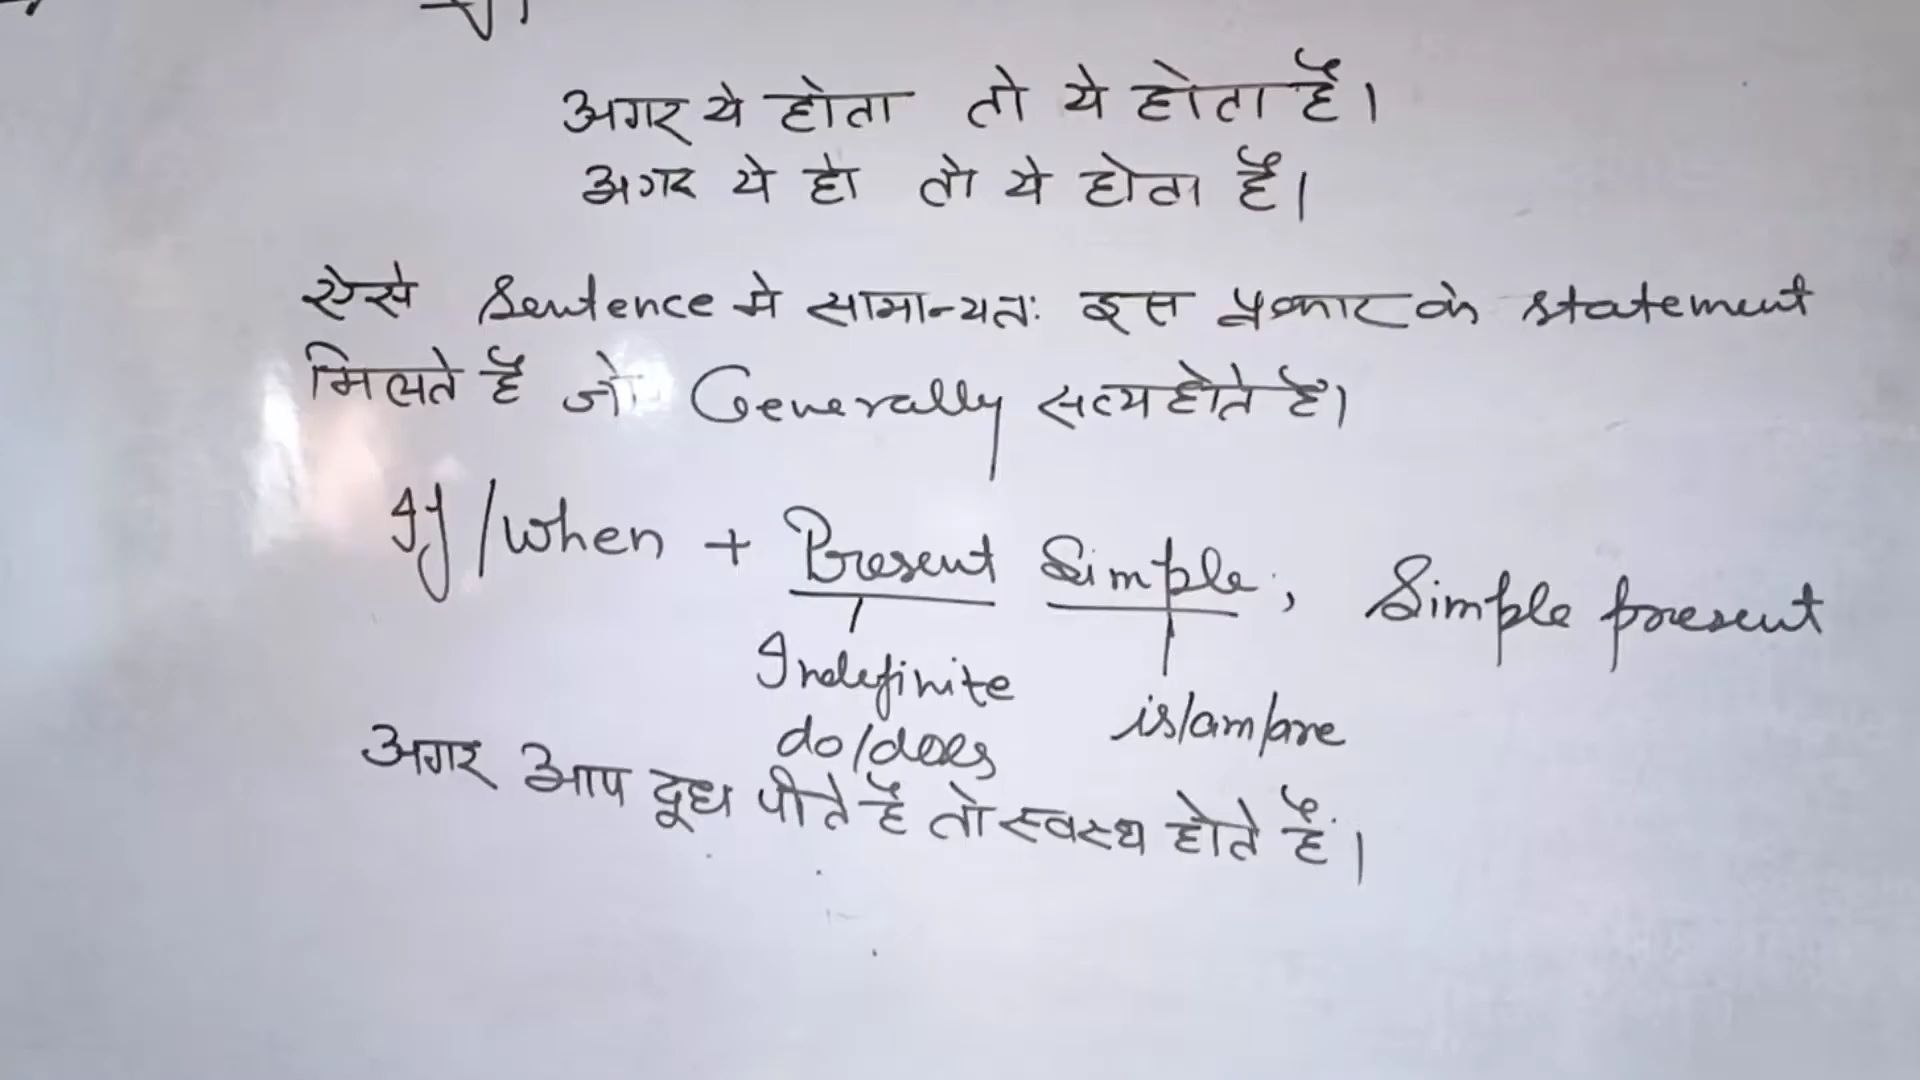 अगर ये होता तो ये होता है।
अगर ये हो तो ये होता है।
ऐसे Sentence मे सामान्यतः इस प्रकार के statement
मिलते है जो Generally सत्य होते है।
If/when + Present Simple, Simple present
Indefinite is/am/are
do/does
अगर आप दूध पीते है तो स्वस्थ होते है।